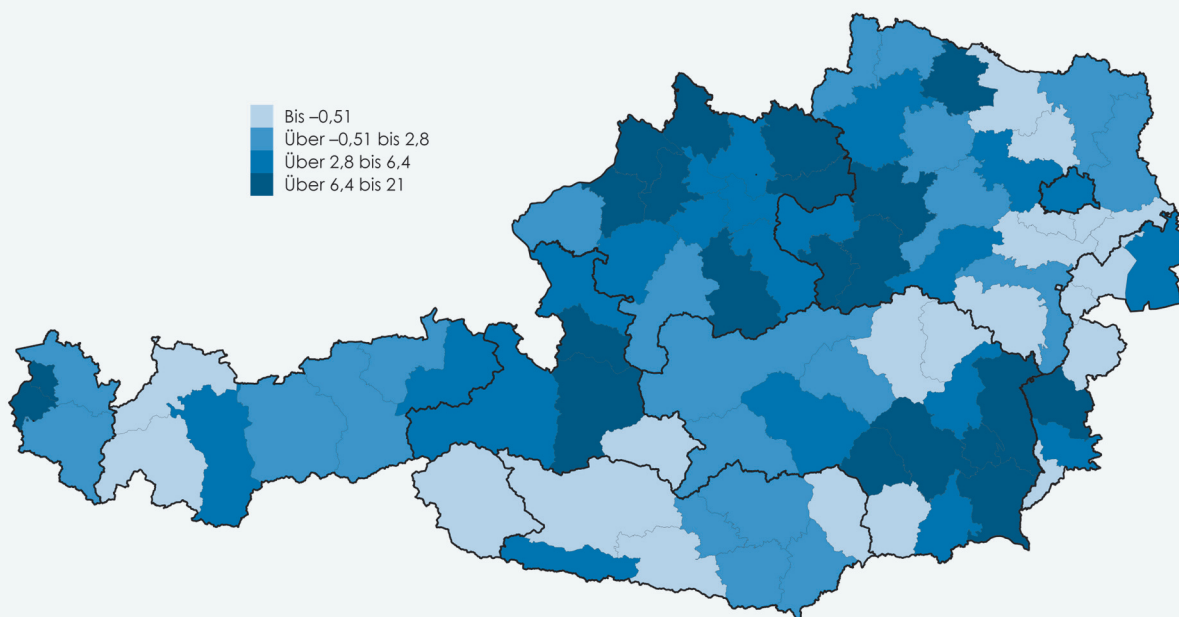 Bis –0,51
Über –0,51 bis 2,8
Über 2,8 bis 6,4
Über 6,4 bis 21